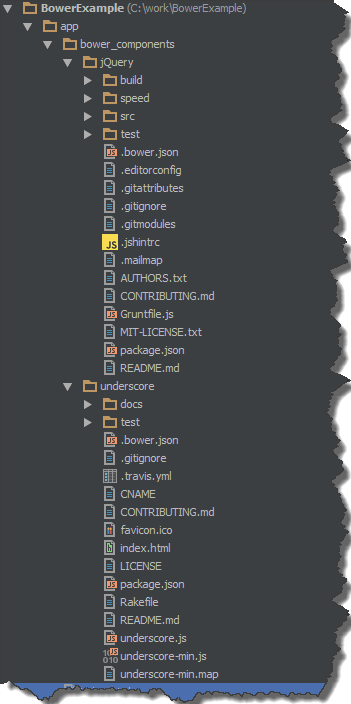 BowerExample (C:\work\BowerExample)
app
bower_components
jQuery
build
speed
src
test
.bower.json
.editorconfig
.gitattributes
.gitignore
.gitmodules
.jshintrc
.mailmap
AUTHORS.txt
CONTRIBUTING.md
Gruntfile.js
MIT-LICENSE.txt
package.json
README.md
underscore
docs
test
.bower.json
.gitignore
.travis.yml
CNAME
CONTRIBUTING.md
favicon.ico
index.html
LICENSE
package.json
Rakefile
README.md
underscore.js
underscore-min.js
underscore-min.map